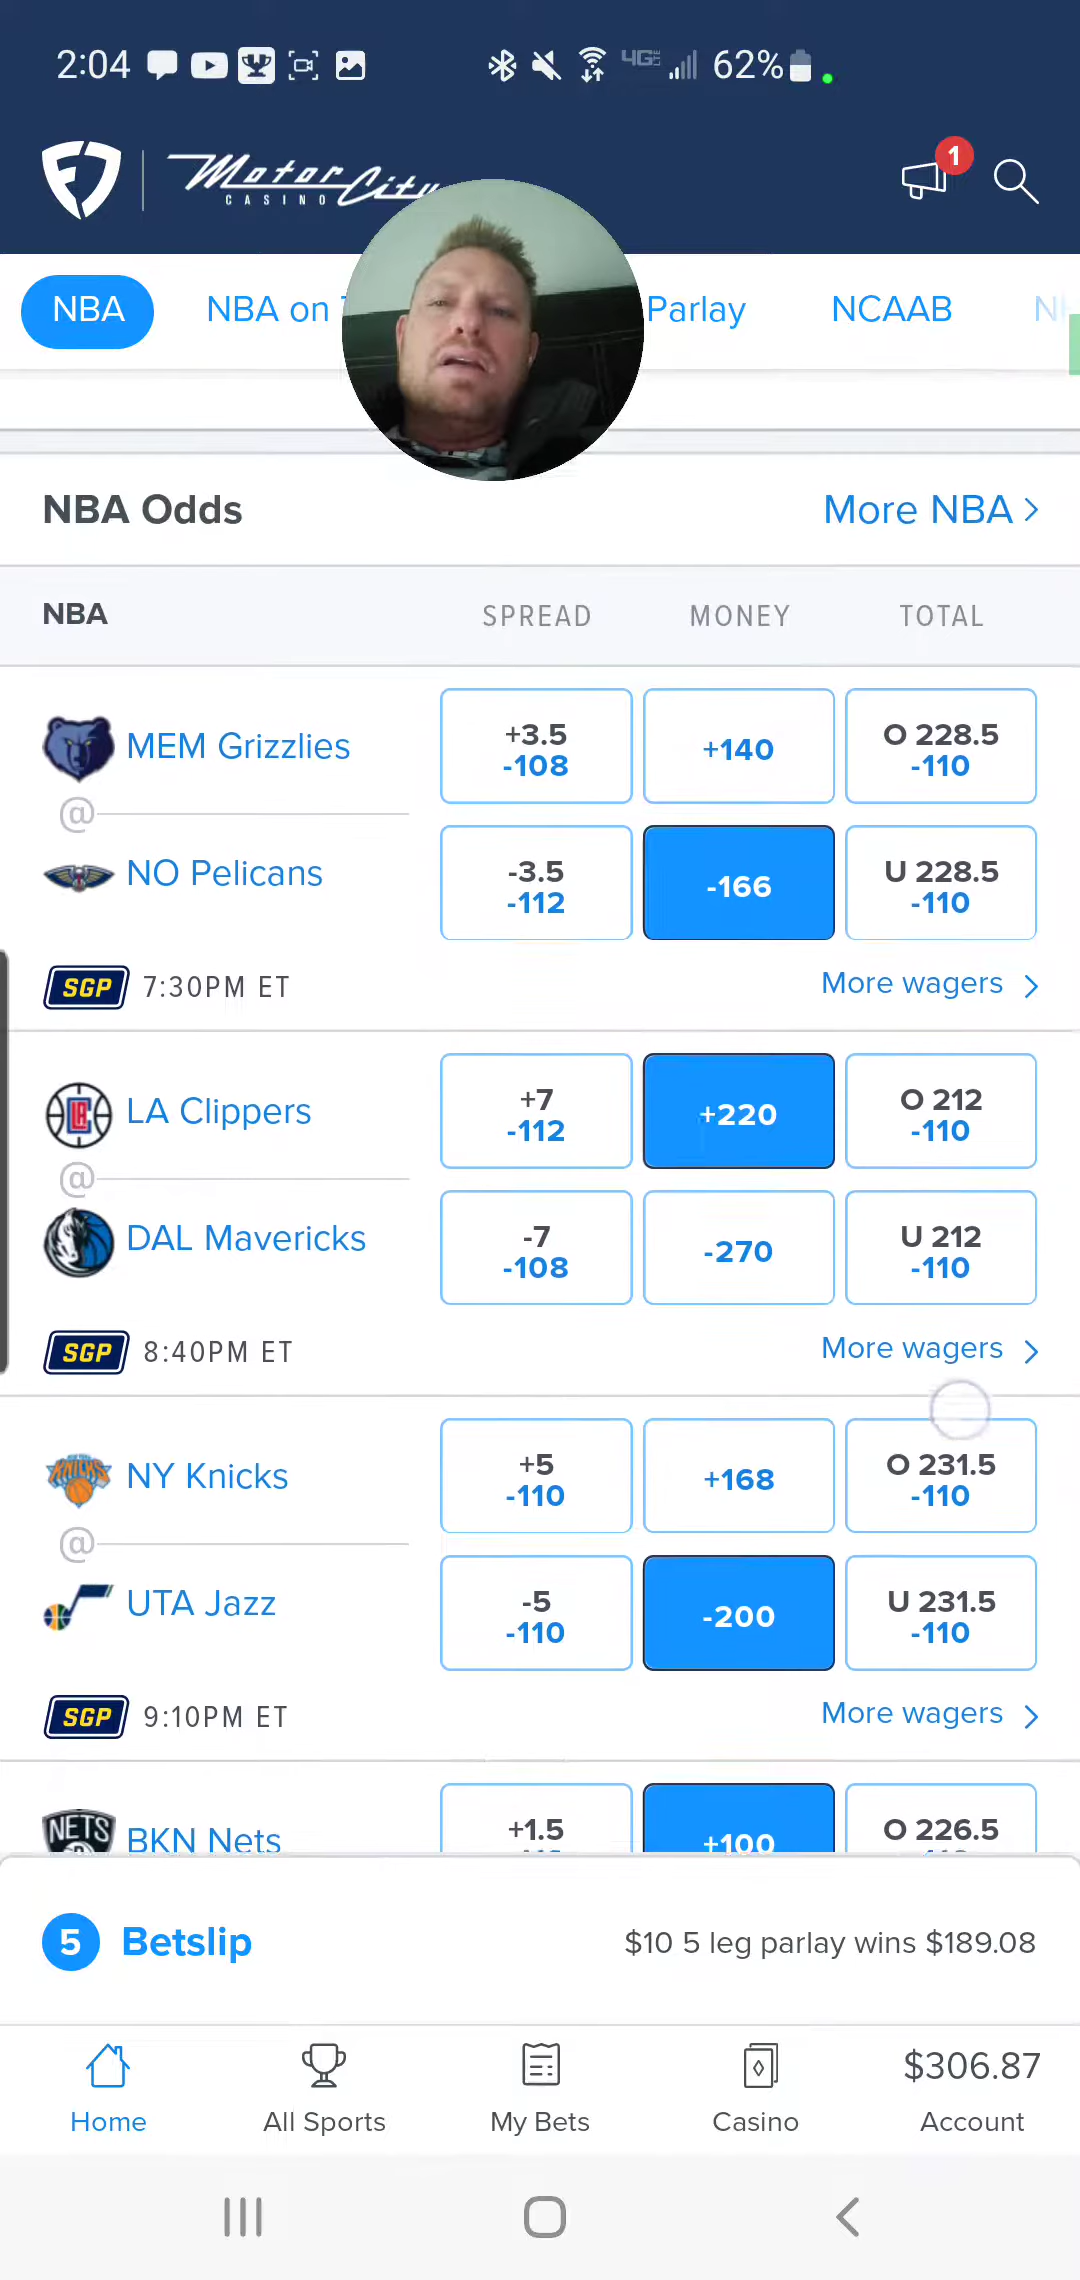 2:04 4G LTE 62%
Motor City
CASINO
1
NBA NBA on Parlay NCAAB
NBA Odds More NBA >
NBA SPREAD MONEY TOTAL
MEM Grizzlies +3.5 -108 +140 O 228.5 -110
@
NO Pelicans -3.5 -112 -166 U 228.5 -110
SGP 7:30PM ET More wagers >
LA Clippers +7 -112 +220 O 212 -110
@
DAL Mavericks -7 -108 -270 U 212 -110
SGP 8:40PM ET More wagers >
NY Knicks +5 -110 +168 O 231.5 -110
@
UTA Jazz -5 -110 -200 U 231.5 -110
SGP 9:10PM ET More wagers >
NETS BKN Nets +1.5 +100 O 226.5
5 Betslip $10 5 leg parlay wins $189.08
$306.87
Home All Sports My Bets Casino Account